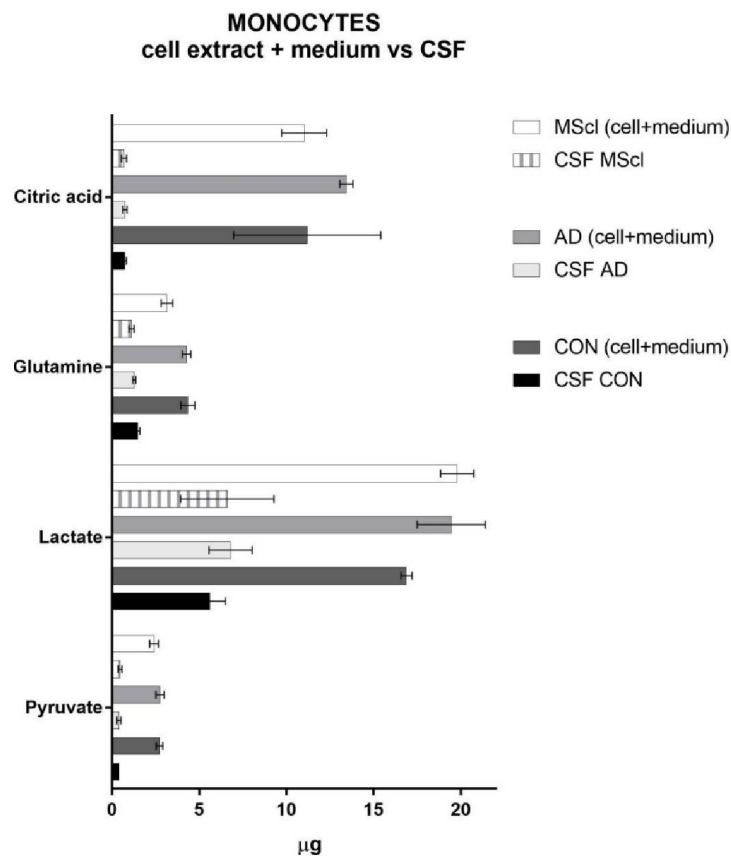 MONOCYTES
cell extract + medium vs CSF
MScl (cell+medium)
CSF MScl
AD (cell+medium)
CSF AD
CON (cell+medium)
CSF CON
Citric acid
Glutamine
Lactate
Pyruvate
0 5 10 15 20
µg